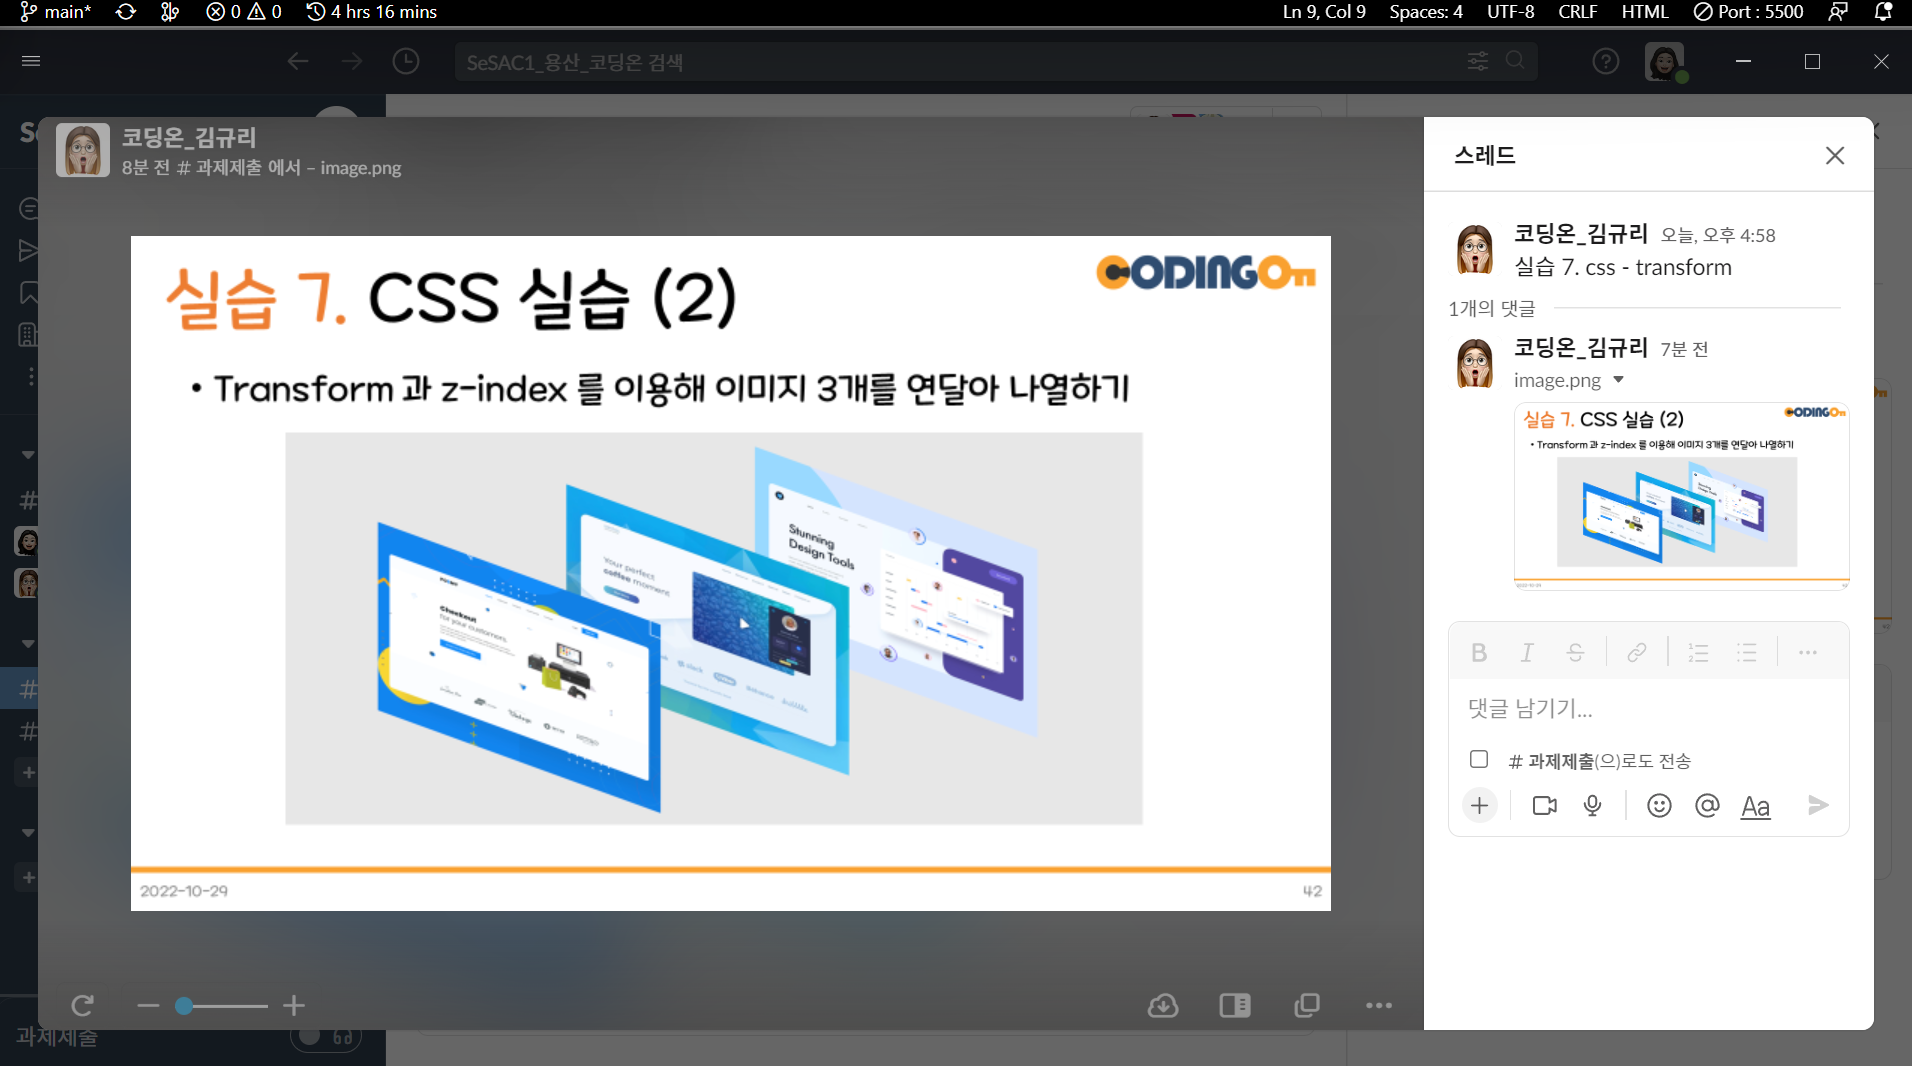 main* 0 0 4 hrs 16 mins Ln 9, Col 9 Spaces: 4 UTF-8 CRLF HTML Port : 5500
SeSAC1_용산_코딩온 검색
코딩온_김규리
8분 전 # 과제제출 에서 – image.png
실습 7. CSS 실습 (2)
CODINGOn
• Transform 과 z-index 를 이용해 이미지 3개를 연달아 나열하기
Stunning
Design Tools
Your perfect
coffee moment
Checkout
for your customers
2022-10-29
42
과제제출
스레드
코딩온_김규리 오늘, 오후 4:58
실습 7. css - transform
1개의 댓글
코딩온_김규리 7분 전
image.png
실습 7. CSS 실습 (2)
CODINGOn
• Transform 과 z-index 를 이용해 이미지 3개를 연달아 나열하기
B I S
댓글 남기기...
# 과제제출(으)로도 전송
Aa